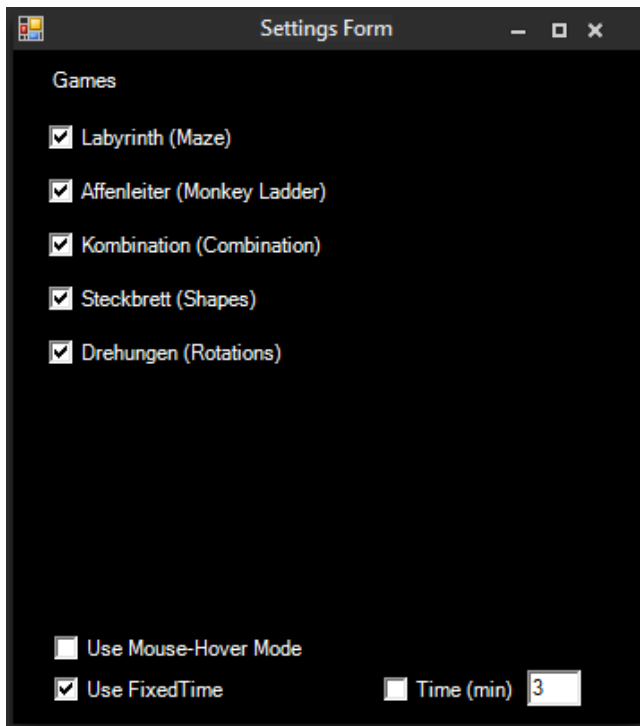 Settings Form
Games
Labyrinth (Maze)
Affenleiter (Monkey Ladder)
Kombination (Combination)
Steckbrett (Shapes)
Drehungen (Rotations)
Use Mouse-Hover Mode
Use FixedTime Time (min) 3